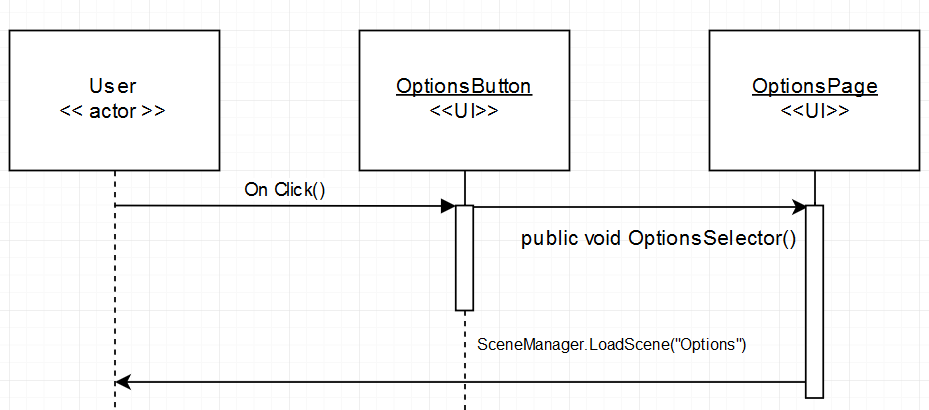 User
<< actor >>
OptionsButton
<<UI>>
OptionsPage
<<UI>>
On Click()
public void OptionsSelector()
SceneManager.LoadScene("Options")